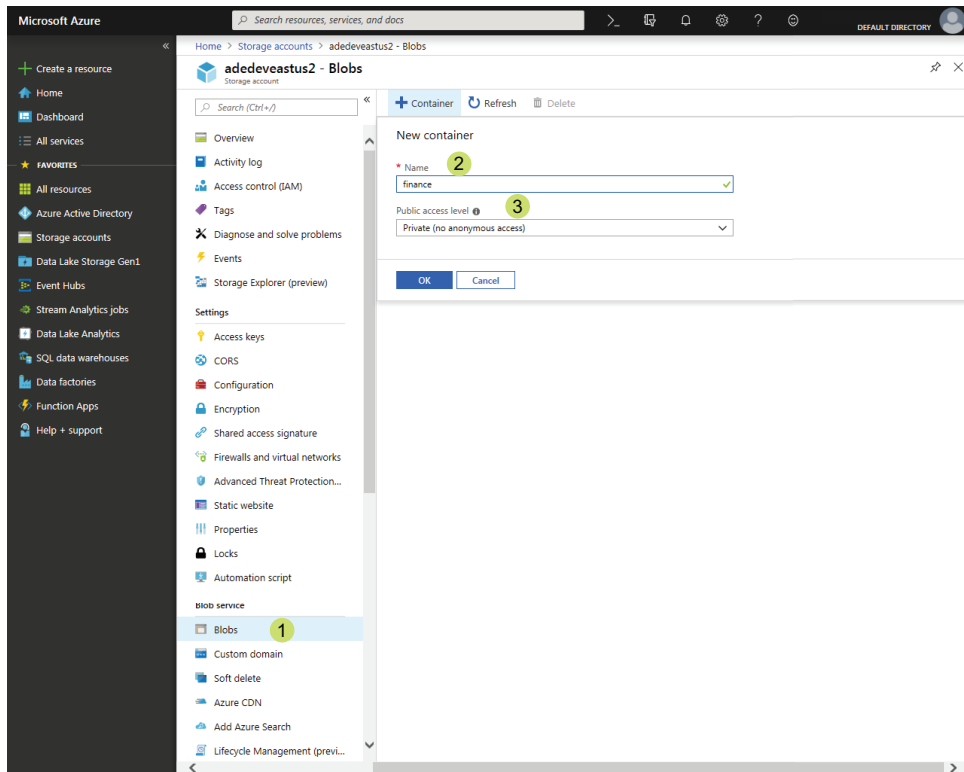 Microsoft Azure
Search resources, services, and docs
DEFAULT DIRECTORY
Create a resource
Home
Dashboard
All services
FAVORITES
All resources
Azure Active Directory
Storage accounts
Data Lake Storage Gen1
Event Hubs
Stream Analytics jobs
Data Lake Analytics
SQL data warehouses
Data factories
Function Apps
Help + support
Home > Storage accounts > adedeveastus2 - Blobs
adedeveastus2 - Blobs
Storage account
Search (Ctrl+/)
Overview
Activity log
Access control (IAM)
Tags
Diagnose and solve problems
Events
Storage Explorer (preview)
Settings
Access keys
CORS
Configuration
Encryption
Shared access signature
Firewalls and virtual networks
Advanced Threat Protection...
Static website
Properties
Locks
Automation script
Blob service
Blobs 1
Custom domain
Soft delete
Azure CDN
Add Azure Search
Lifecycle Management (previ...
Container Refresh Delete
New container
* Name 2
finance
Public access level 3
Private (no anonymous access)
OK Cancel